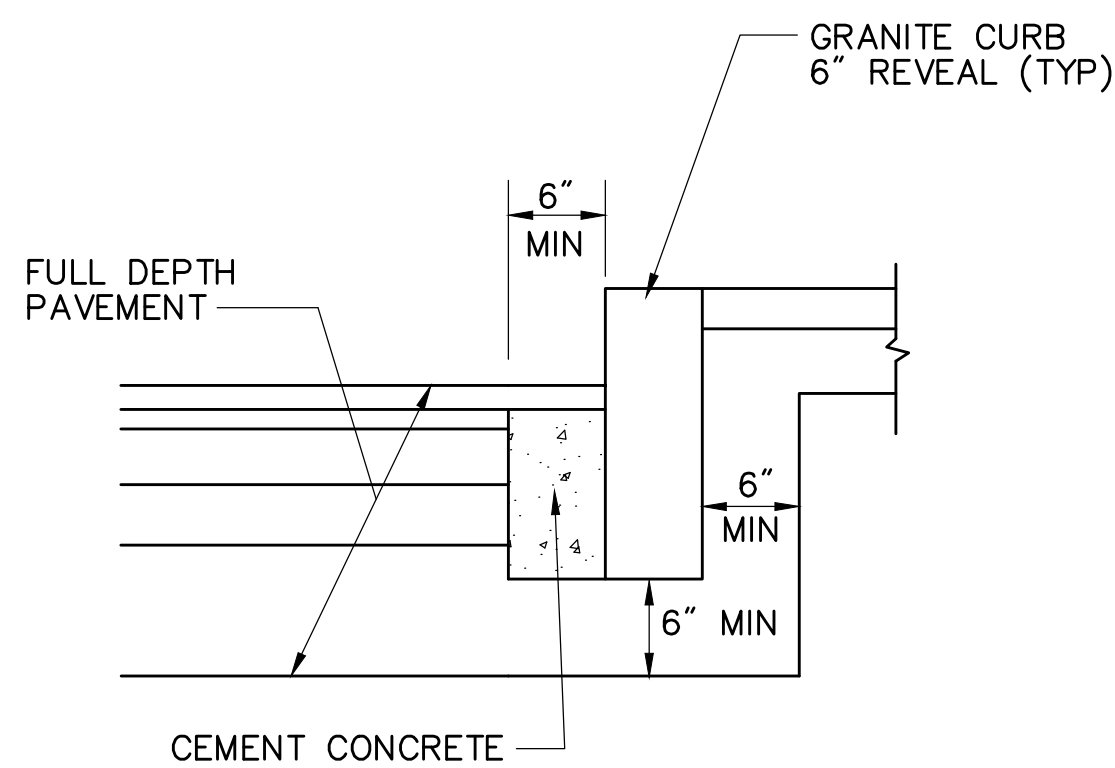 GRANITE CURB
6" REVEAL (TYP)
6"
MIN
FULL DEPTH
PAVEMENT
6"
MIN
6" MIN
CEMENT CONCRETE